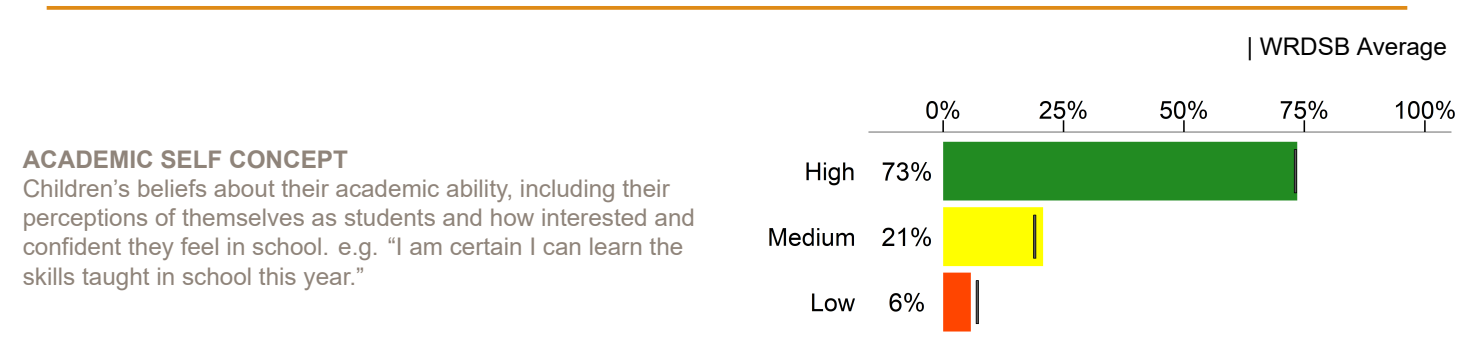 | WRDSB Average
0% 25% 50% 75% 100%
ACADEMIC SELF CONCEPT
Children’s beliefs about their academic ability, including their
perceptions of themselves as students and how interested and
confident they feel in school. e.g. “I am certain I can learn the
skills taught in school this year.”
High 73%
Medium 21%
Low 6%